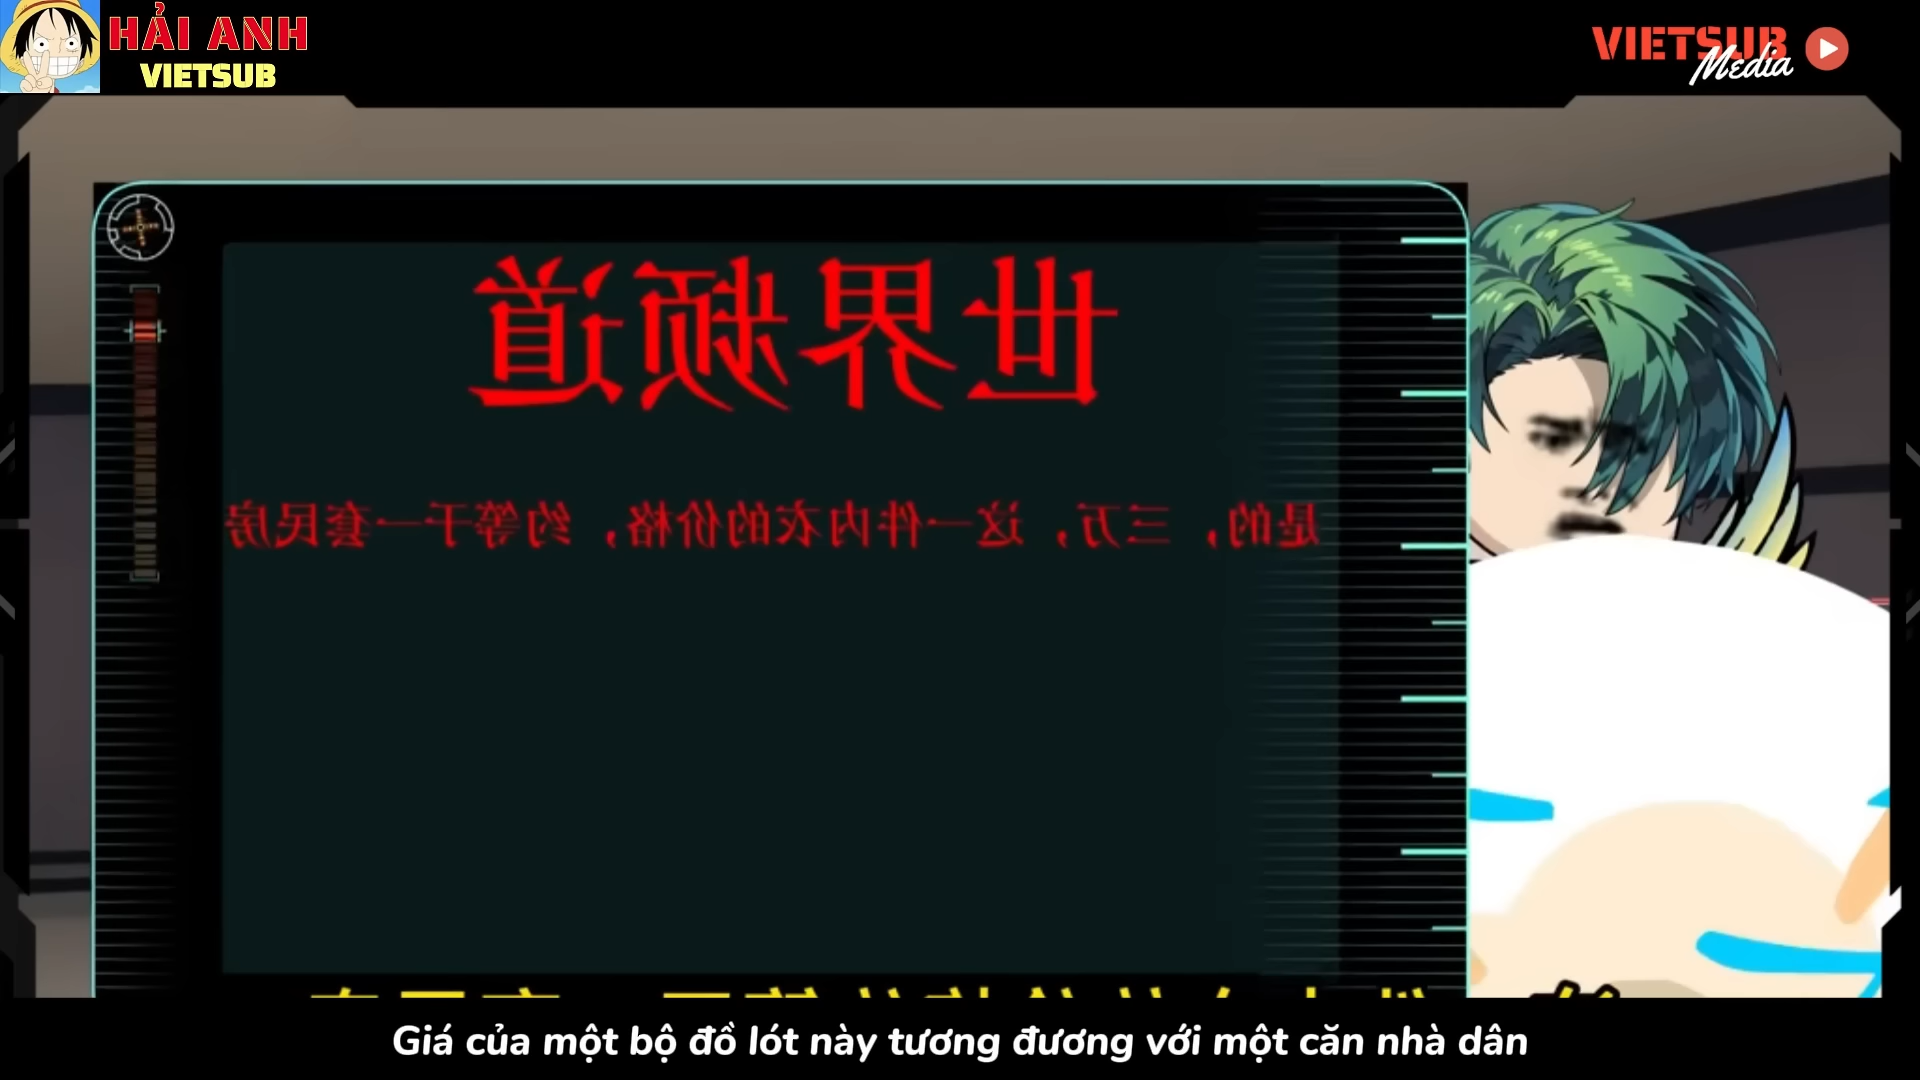 HẢI ANH
VIETSUB
VIETSUB
Media
世界频道
是的，三万，这一件内衣的价格，约等于一套民房
Giá của một bộ đồ lót này tương đương với một căn nhà dân